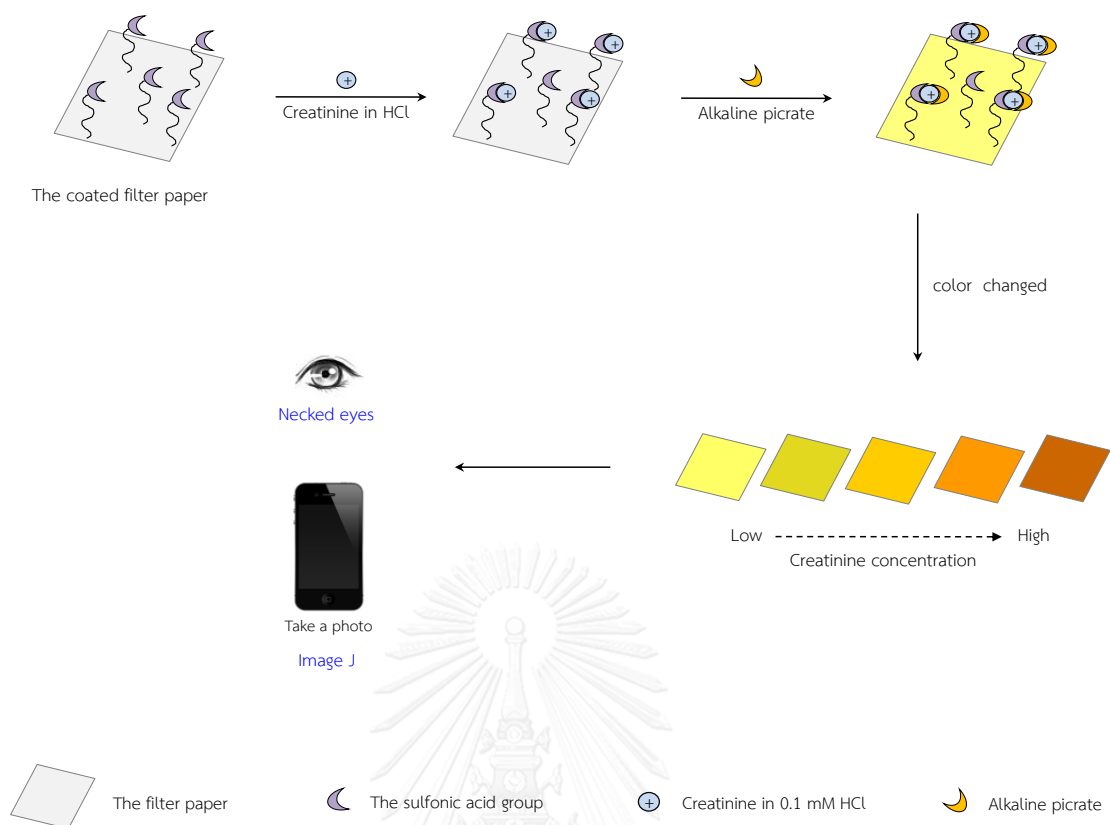 Creatinine in HCl
Alkaline picrate
The coated filter paper
color changed
Necked eyes
Low
High
Creatinine concentration
Take a photo
Image J
The filter paper
The sulfonic acid group
Creatinine in 0.1 mM HCl
Alkaline picrate